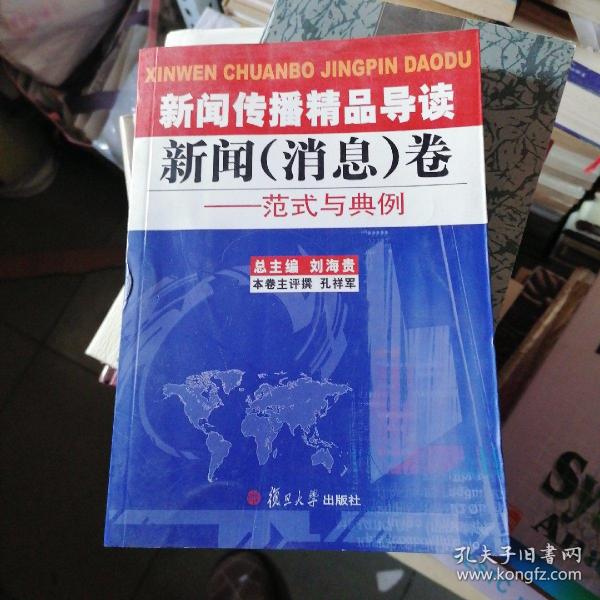 XINWEN CHUANBO JINGPIN DAODU
新闻传播精品导读
新闻(消息)卷
——范式与典例
总主编 刘海贵
本卷主评撰 孔祥军
復旦大学 出版社
孔夫子旧书网
www.kongfz.com